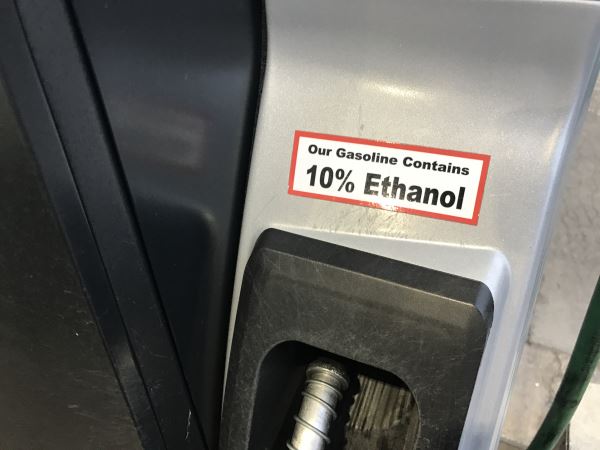 Our Gasoline Contains
10% Ethanol